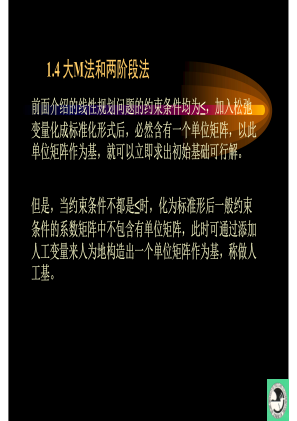 1.4 大M法和两阶段法
前面介绍的线性规划问题的约束条件均为≤，加入松弛
变量化成标准化形式后，必然含有一个单位矩阵，以此
单位矩阵作为基，就可以立即求出初始基础可行解。
但是，当约束条件不都是≤时，化为标准形后一般约束
条件的系数矩阵中不包含有单位矩阵，此时可通过添加
人工变量来人为地构造出一个单位矩阵作为基，称做人
工基。